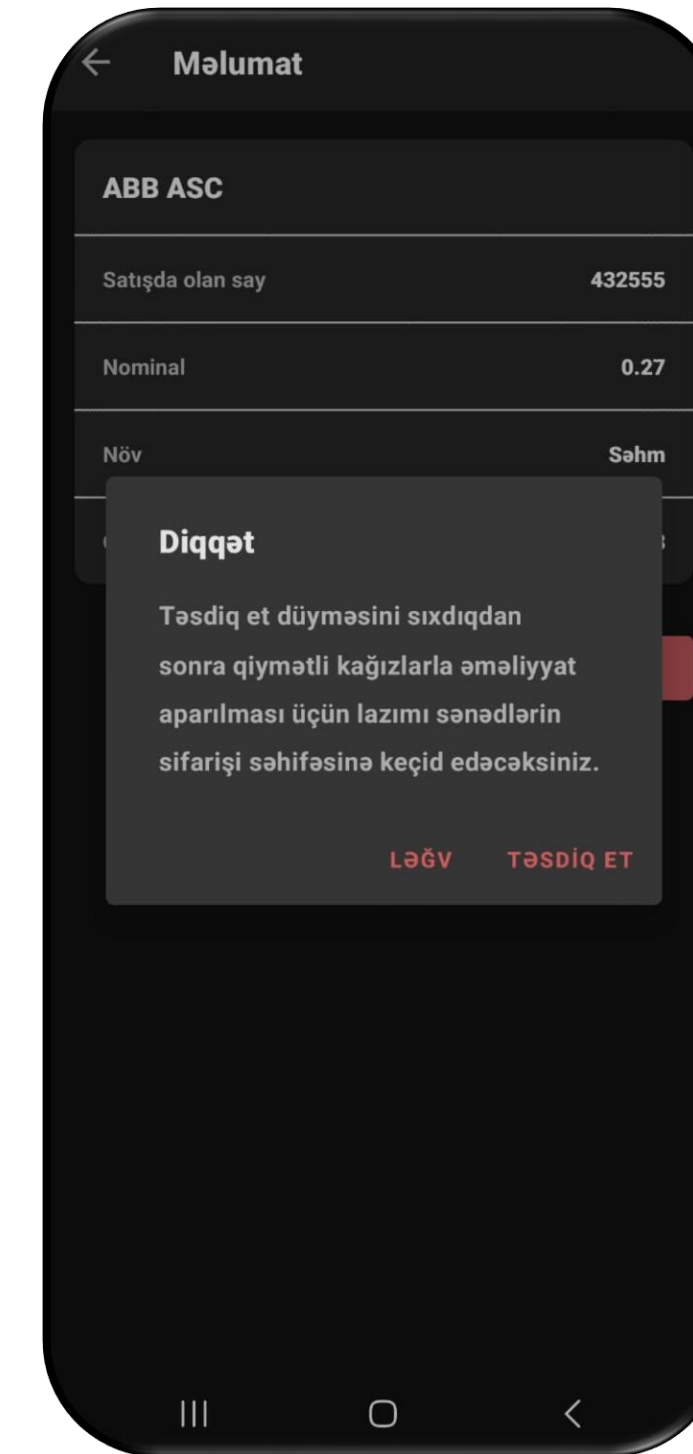 Məlumat
ABB ASC
Satışda olan say 432555
Nominal 0.27
Növ Səhm
Diqqət
Təsdiq et düyməsini sıxdıqdan
sonra qiymətli kağızlarla əməliyyat
aparılması üçün lazımı sənədlərin
sifarişi səhifəsinə keçid edəcəksiniz.
LƏĞV TƏSDİQ ET